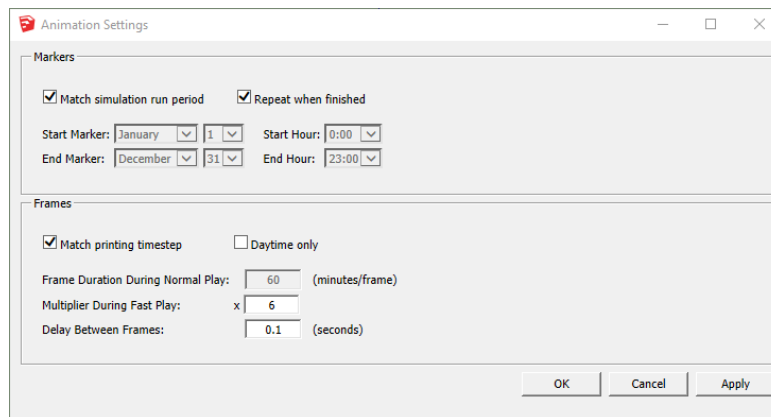 Animation Settings
Markers
Match simulation run period Repeat when finished
Start Marker: January 1 Start Hour: 0:00
End Marker: December 31 End Hour: 23:00
Frames
Match printing timestep Daytime only
Frame Duration During Normal Play: 60 (minutes/frame)
Multiplier During Fast Play: x 6
Delay Between Frames: 0.1 (seconds)
OK Cancel Apply